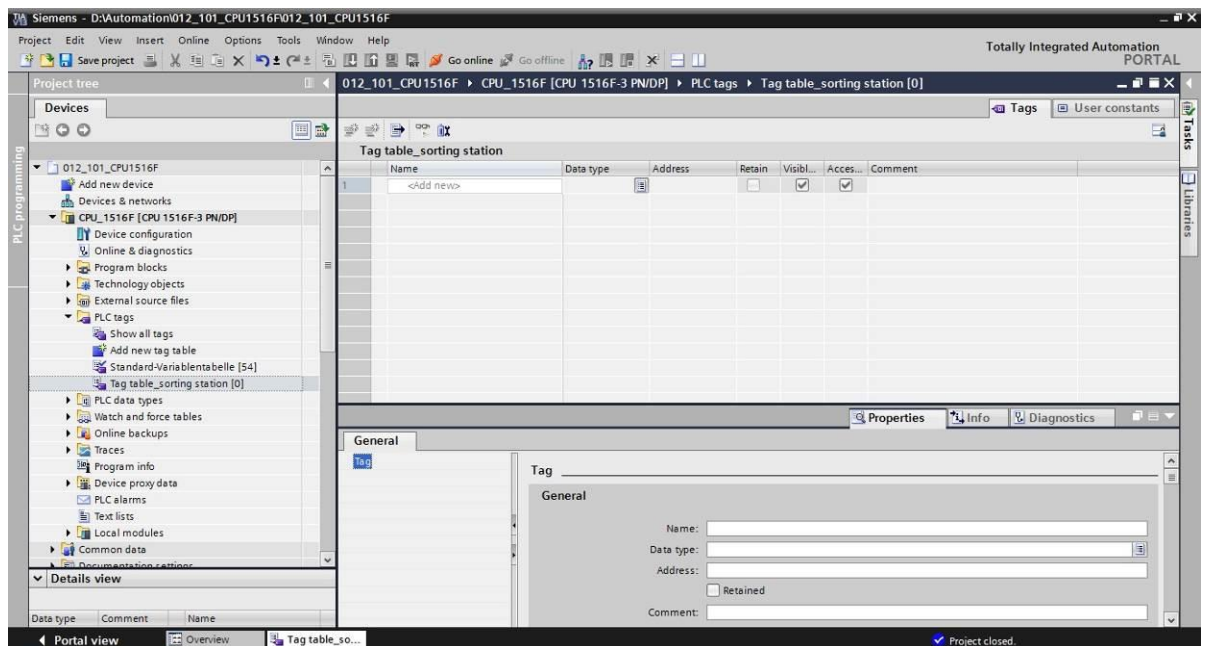 Siemens - D:\Automation\012_101_CPU1516F\012_101_CPU1516F
Project Edit View Insert Online Options Tools Window Help
Totally Integrated Automation
PORTAL
Save project Go online Go offline
Project tree
012_101_CPU1516F CPU_1516F [CPU 1516F-3 PN/DP] PLC tags Tag table_sorting station [0]
Devices
Tags User constants
Tag table_sorting station
Name Data type Address Retain Visibl... Acces... Comment
1 <Add new>
012_101_CPU1516F
Add new device
Devices & networks
CPU_1516F [CPU 1516F-3 PN/DP]
Device configuration
Online & diagnostics
Program blocks
Technology objects
External source files
PLC tags
Show all tags
Add new tag table
Standard-Variablentabelle [54]
Tag table_sorting station [0]
PLC data types
Watch and force tables
Online backups
Traces
Program info
Device proxy data
PLC alarms
Text lists
Local modules
Common data
Documentation settings
Details view
Data type Comment Name
Properties Info Diagnostics
General
Tag
Tag
General
Name:
Data type:
Address:
Retained
Comment:
PLC programming
Tasks
Libraries
Portal view Overview Tag table_so...
Project closed.